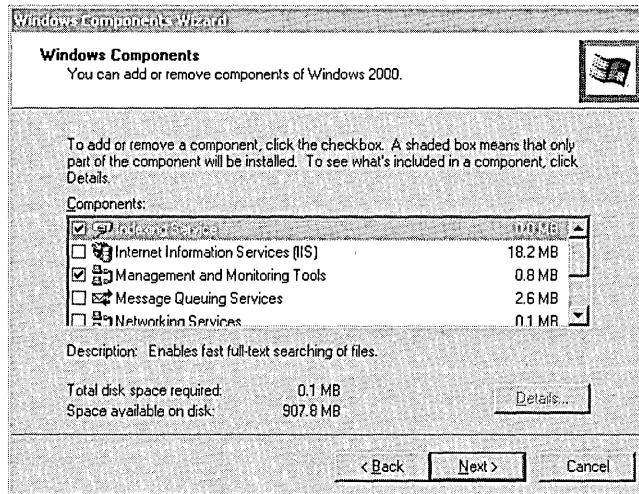 Windows Components Wizard
Windows Components
You can add or remove components of Windows 2000.
To add or remove a component, click the checkbox. A shaded box means that only
part of the component will be installed. To see what's included in a component, click
Details.
Components:
Indexing Service 0.0 MB
Internet Information Services (IIS) 18.2 MB
Management and Monitoring Tools 0.8 MB
Message Queuing Services 2.6 MB
Networking Services 0.1 MB
Description: Enables fast full-text searching of files.
Total disk space required: 0.1 MB
Details...
Space available on disk: 907.8 MB
< Back Next > Cancel